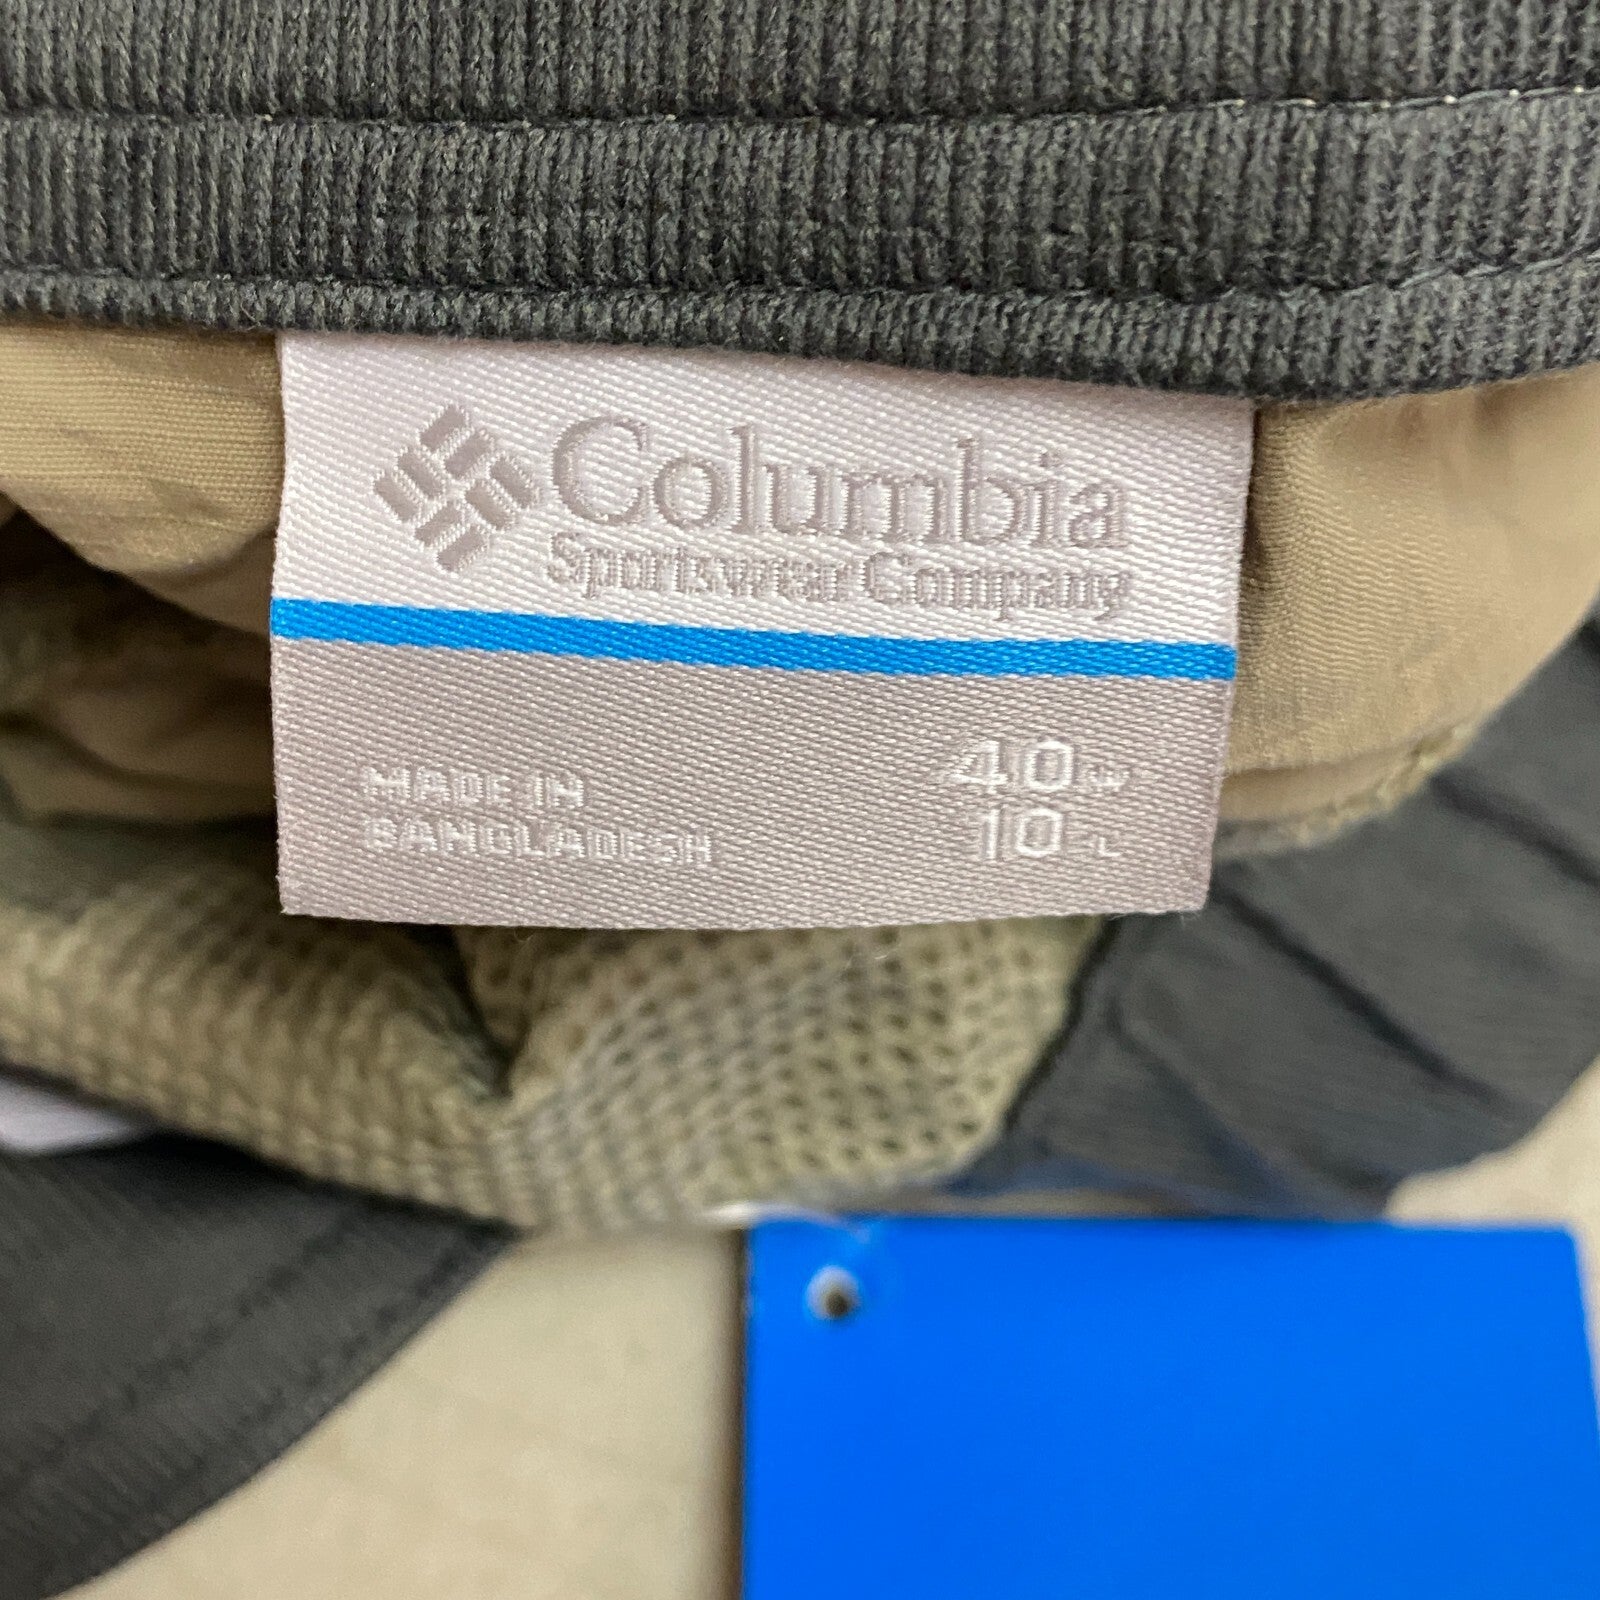 Columbia
Sportswear Company
MADE IN
BANGLADESH
40 W
10 L